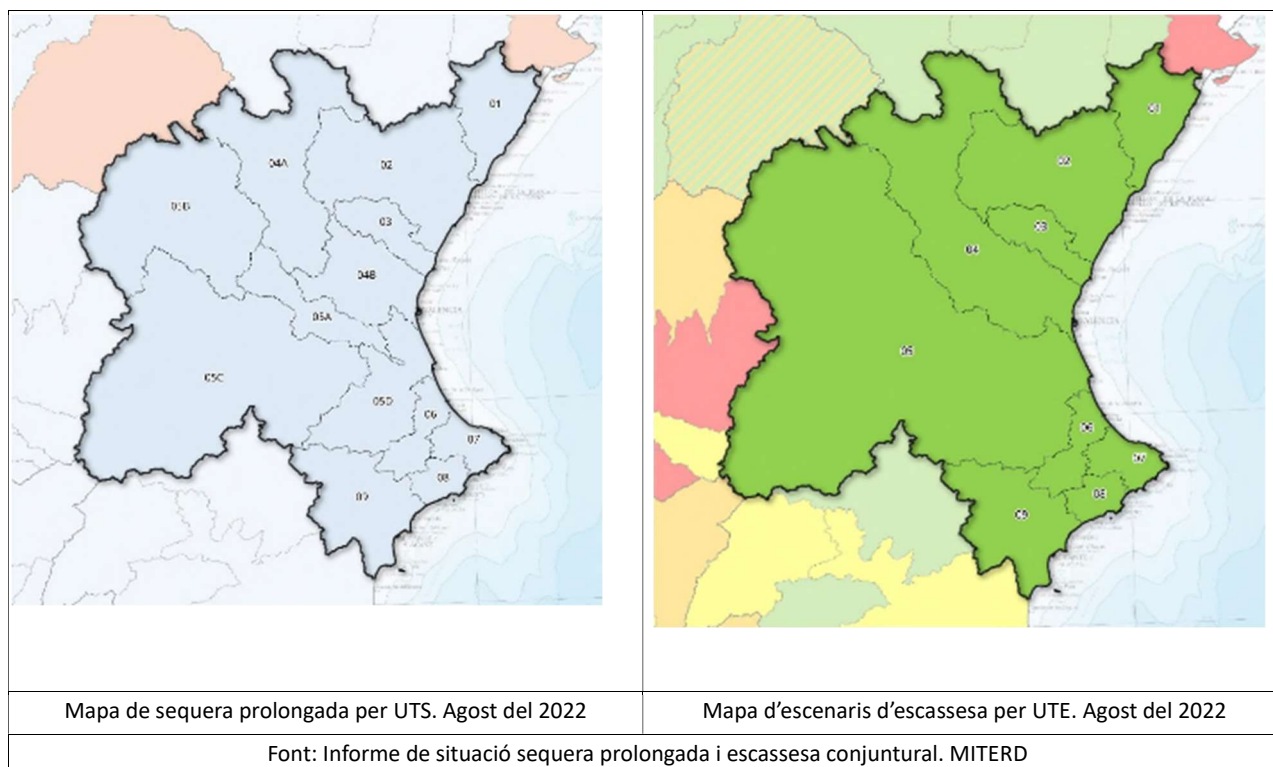 01
02
04A
05B
03
04B
05A
05C
05D
06
07
08
09
01
02
03
04
05
06
07
08
09
Mapa de sequera prolongada per UTS. Agost del 2022
Mapa d’escenaris d’escassesa per UTE. Agost del 2022
Font: Informe de situació sequera prolongada i escassesa conjuntural. MITERD